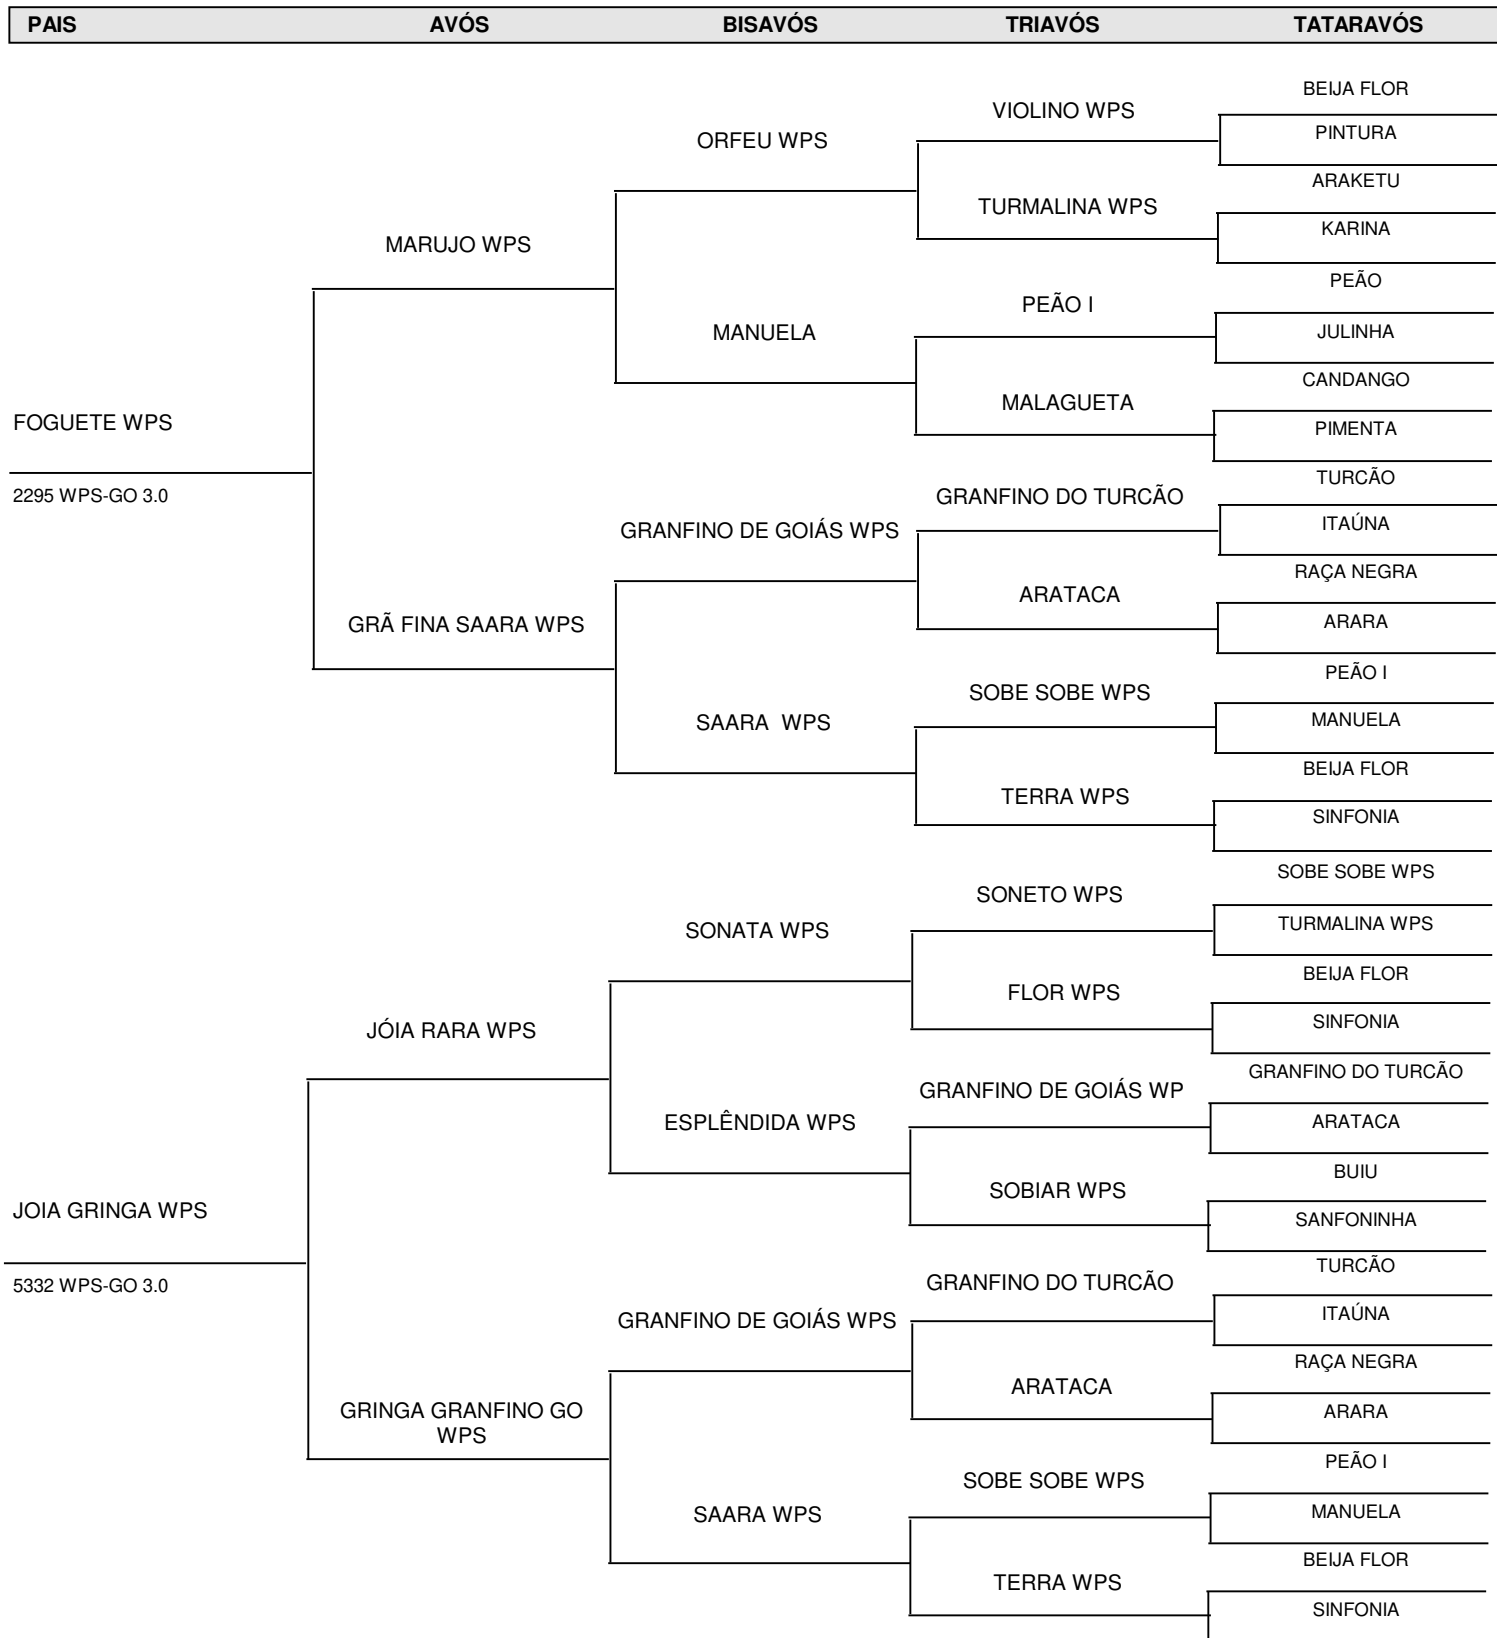 PAIS AVÓS BISAVÓS TRIAVÓS TATARAVÓS
BEIJA FLOR
VIOLINO WPS
PINTURA
ORFEU WPS
ARAKETU
TURMALINA WPS
KARINA
MARUJO WPS
PEÃO
PEÃO I
JULINHA
MANUELA
CANDANGO
MALAGUETA
PIMENTA
FOGUETE WPS
TURCÃO
2295 WPS-GO 3.0
GRANFINO DO TURCÃO
ITAÚNA
GRANFINO DE GOIÁS WPS
RAÇA NEGRA
ARATACA
ARARA
GRÃ FINA SAARA WPS
PEÃO I
SOBE SOBE WPS
MANUELA
SAARA  WPS
BEIJA FLOR
TERRA WPS
SINFONIA
SOBE SOBE WPS
SONETO WPS
TURMALINA WPS
SONATA WPS
BEIJA FLOR
FLOR WPS
SINFONIA
JÓIA RARA WPS
GRANFINO DO TURCÃO
GRANFINO DE GOIÁS WP
ARATACA
ESPLÊNDIDA WPS
BUIU
SOBIAR WPS
JOIA GRINGA WPS
SANFONINHA
TURCÃO
5332 WPS-GO 3.0
GRANFINO DO TURCÃO
ITAÚNA
GRANFINO DE GOIÁS WPS
RAÇA NEGRA
ARATACA
GRINGA GRANFINO GO
WPS
ARARA
PEÃO I
SOBE SOBE WPS
MANUELA
SAARA WPS
BEIJA FLOR
TERRA WPS
SINFONIA